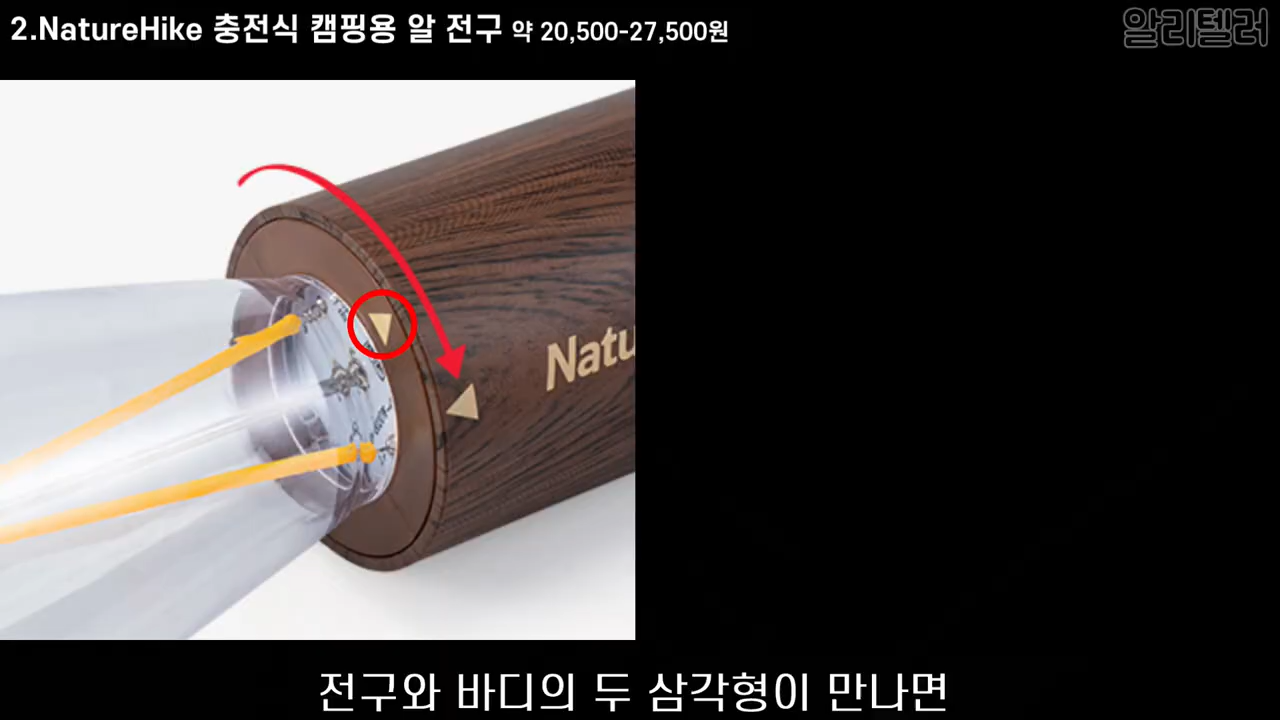 2.NatureHike 충전식 캠핑용 알 전구 약 20,500-27,500원
알리텔러
Natu
전구와 바디의 두 삼각형이 만나면